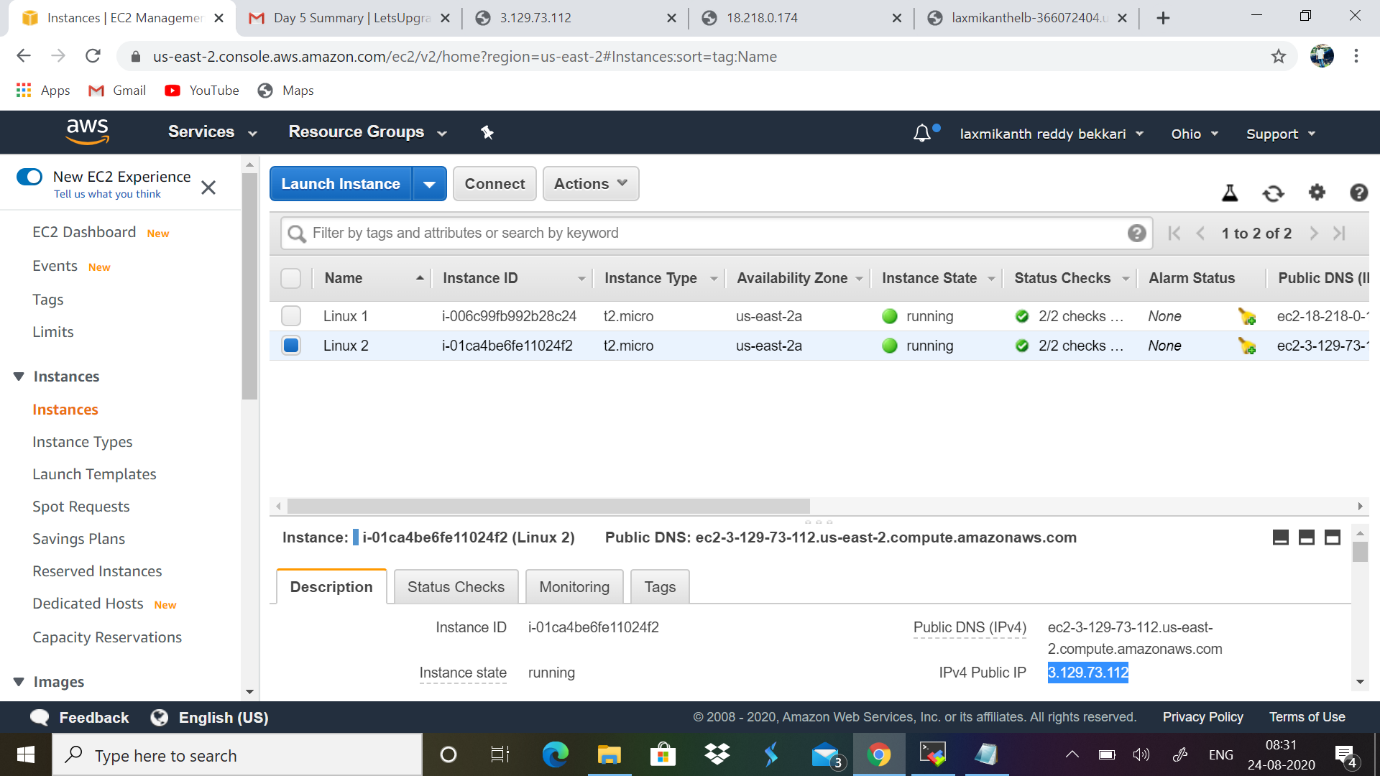 Instances | EC2 Managemen
Day 5 Summary | LetsUpgra
3.129.73.112
18.218.0.174
laxmikanthelb-366072404.u
us-east-2.console.aws.amazon.com/ec2/v2/home?region=us-east-2#Instances:sort=tag:Name
Apps
Gmail
YouTube
Maps
aws
Services
Resource Groups
laxmikanth reddy bekkari
Ohio
Support
New EC2 Experience
Tell us what you think
EC2 Dashboard New
Events New
Tags
Limits
Instances
Instances
Instance Types
Launch Templates
Spot Requests
Savings Plans
Reserved Instances
Dedicated Hosts New
Capacity Reservations
Images
Launch Instance
Connect
Actions
Filter by tags and attributes or search by keyword
1 to 2 of 2
Name Instance ID Instance Type Availability Zone Instance State Status Checks Alarm Status Public DNS (I
Linux 1 i-006c99fb992b28c24 t2.micro us-east-2a running 2/2 checks ... None ec2-18-218-0-1
Linux 2 i-01ca4be6fe11024f2 t2.micro us-east-2a running 2/2 checks ... None ec2-3-129-73-1
Instance: i-01ca4be6fe11024f2 (Linux 2) Public DNS: ec2-3-129-73-112.us-east-2.compute.amazonaws.com
Description
Status Checks
Monitoring
Tags
Instance ID i-01ca4be6fe11024f2
Public DNS (IPv4) ec2-3-129-73-112.us-east-
2.compute.amazonaws.com
Instance state running
IPv4 Public IP 3.129.73.112
Feedback
English (US)
© 2008 - 2020, Amazon Web Services, Inc. or its affiliates. All rights reserved.
Privacy Policy
Terms of Use
Type here to search
3
ENG
08:31
24-08-2020
4